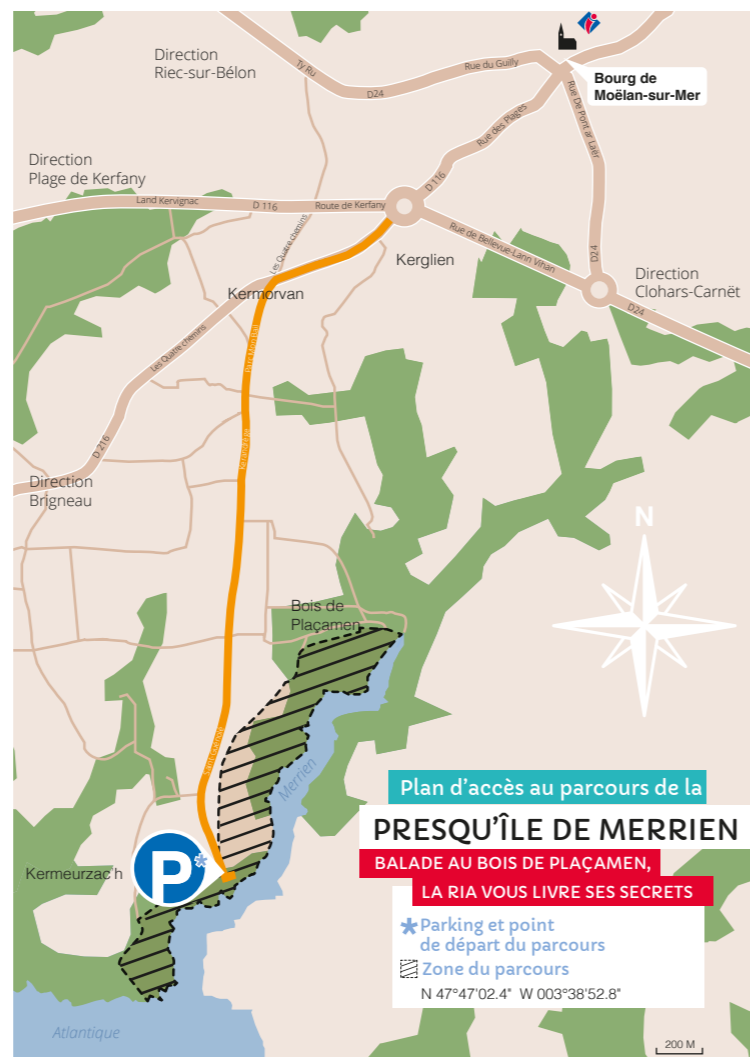 Direction
Riec-sur-Bélon
Ty Ru
D24
Rue du Guilly
Bourg de
Moëlan-sur-Mer
Rue des Plages
D 116
Rue De Pont ar Laër
D24
Direction
Plage de Kerfany
Land Kervignac
D 116
Route de Kerfany
Les Quatre chemins
Rue de Bellevue-Lann Vihan
Kerglien
Direction
Clohars-Carnët
D24
Kermorvan
Les Quatre chemins
D 216
Direction
Brigneau
Bois de
Plaçamen
N
Merrien
Kermeurzac'h
P*
Plan d'accès au parcours de la
PRESQU'ÎLE DE MERRIEN
BALADE AU BOIS DE PLAÇAMEN,
LA RIA VOUS LIVRE SES SECRETS
* Parking et point
de départ du parcours
Zone du parcours
N 47°47'02.4" W 003°38'52.8"
Atlantique
200 M